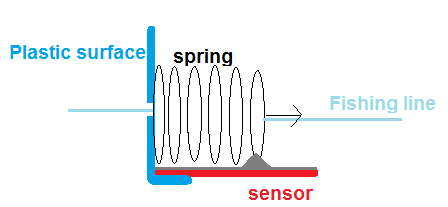 spring
Plastic surface
Fishing line
sensor